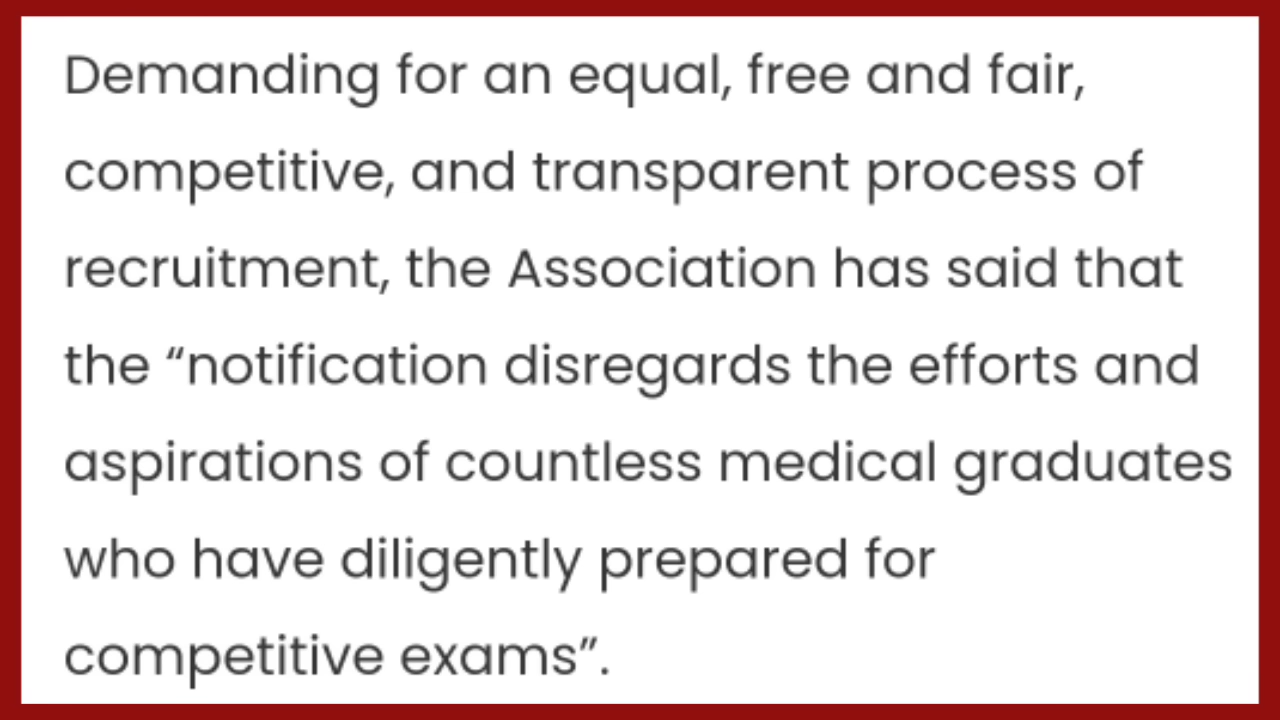 Demanding for an equal, free and fair,
competitive, and transparent process of
recruitment, the Association has said that
the “notification disregards the efforts and
aspirations of countless medical graduates
who have diligently prepared for
competitive exams”.